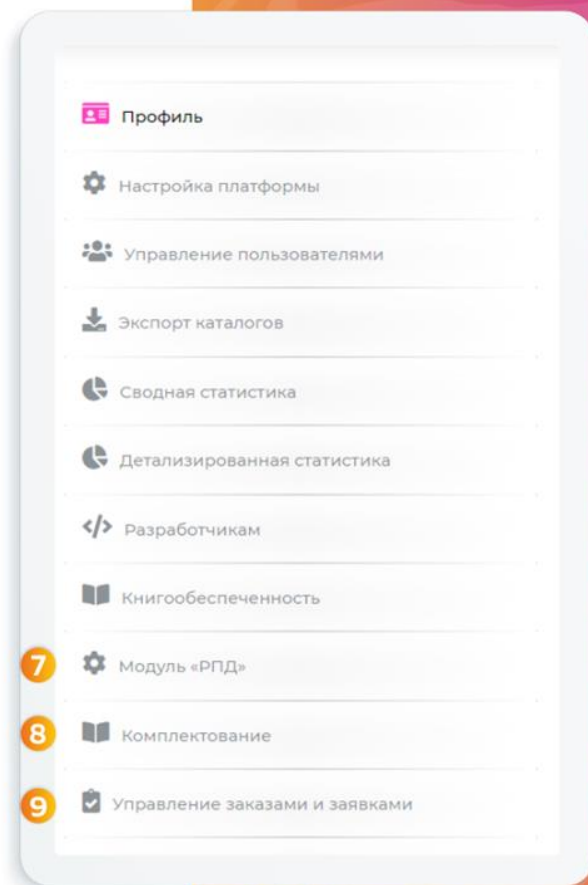 Профиль
Настройка платформы
Управление пользователями
Экспорт каталогов
Сводная статистика
Детализированная статистика
Разработчикам
Книгообеспеченность
7 Модуль «РПД»
8 Комплектование
9 Управление заказами и заявками